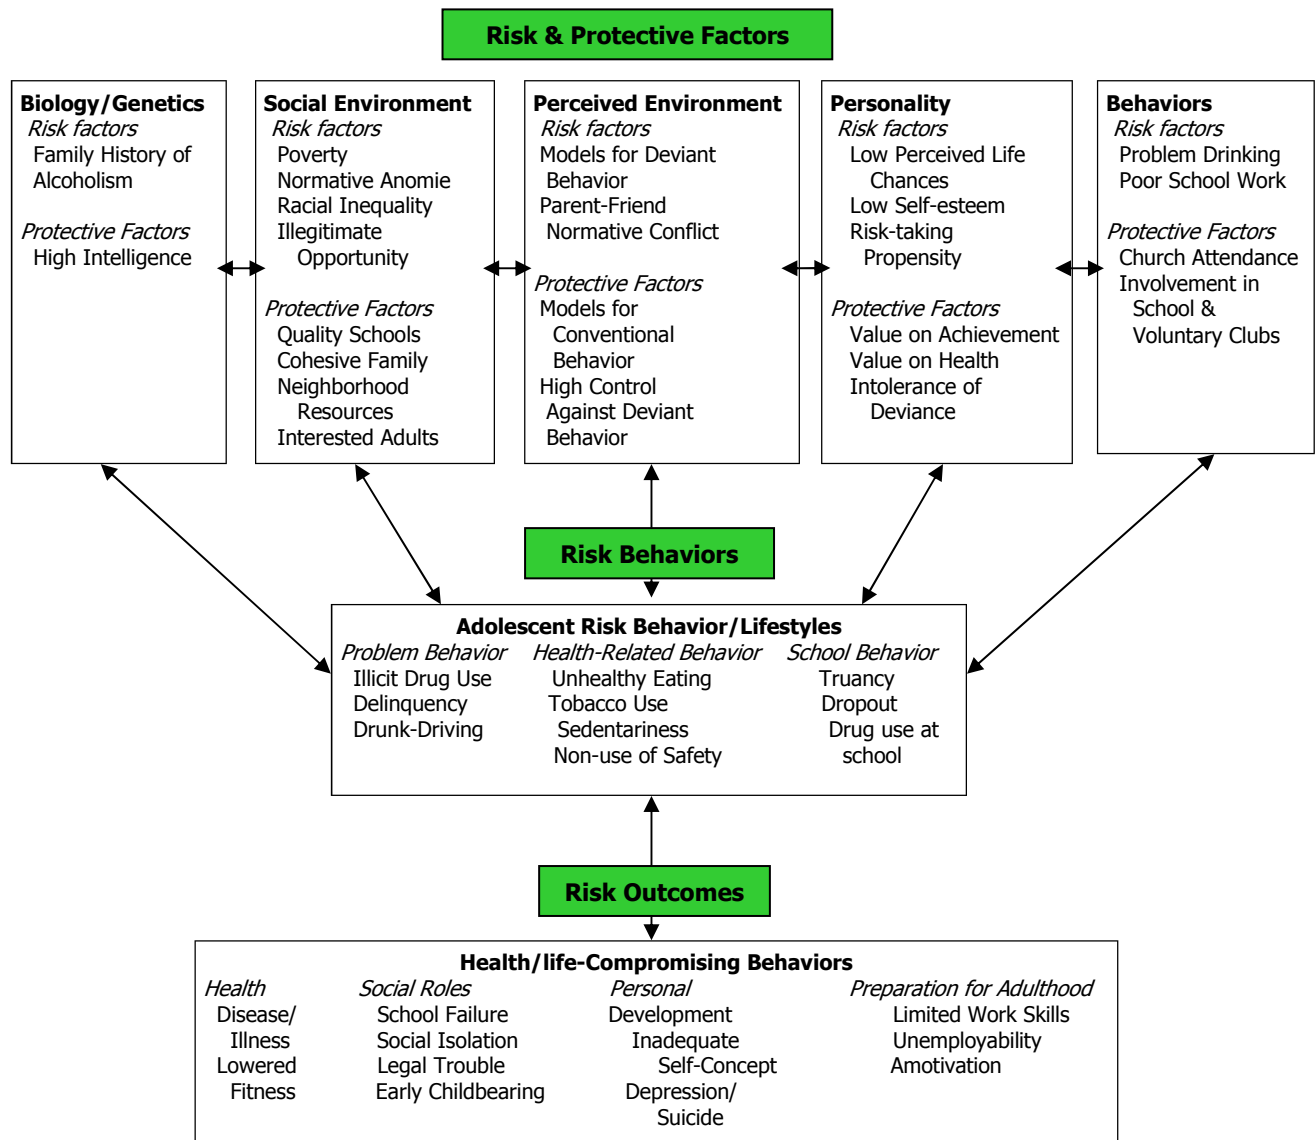 Risk & Protective Factors
Biology/Genetics
Risk factors
Family History of
Alcoholism
Protective Factors
High Intelligence
Social Environment
Risk factors
Poverty
Normative Anomie
Racial Inequality
Illegitimate
Opportunity
Protective Factors
Quality Schools
Cohesive Family
Neighborhood
Resources
Interested Adults
Perceived Environment
Risk factors
Models for Deviant
Behavior
Parent-Friend
Normative Conflict
Protective Factors
Models for
Conventional
Behavior
High Control
Against Deviant
Behavior
Personality
Risk factors
Low Perceived Life
Chances
Low Self-esteem
Risk-taking
Propensity
Protective Factors
Value on Achievement
Value on Health
Intolerance of
Deviance
Behaviors
Risk factors
Problem Drinking
Poor School Work
Protective Factors
Church Attendance
Involvement in
School &
Voluntary Clubs
Risk Behaviors
Adolescent Risk Behavior/Lifestyles
Problem Behavior
Illicit Drug Use
Delinquency
Drunk-Driving
Health-Related Behavior
Unhealthy Eating
Tobacco Use
Sedentariness
Non-use of Safety
School Behavior
Truancy
Dropout
Drug use at
school
Risk Outcomes
Health/life-Compromising Behaviors
Health
Disease/
Illness
Lowered
Fitness
Social Roles
School Failure
Social Isolation
Legal Trouble
Early Childbearing
Personal
Development
Inadequate
Self-Concept
Depression/
Suicide
Preparation for Adulthood
Limited Work Skills
Unemployability
Amotivation